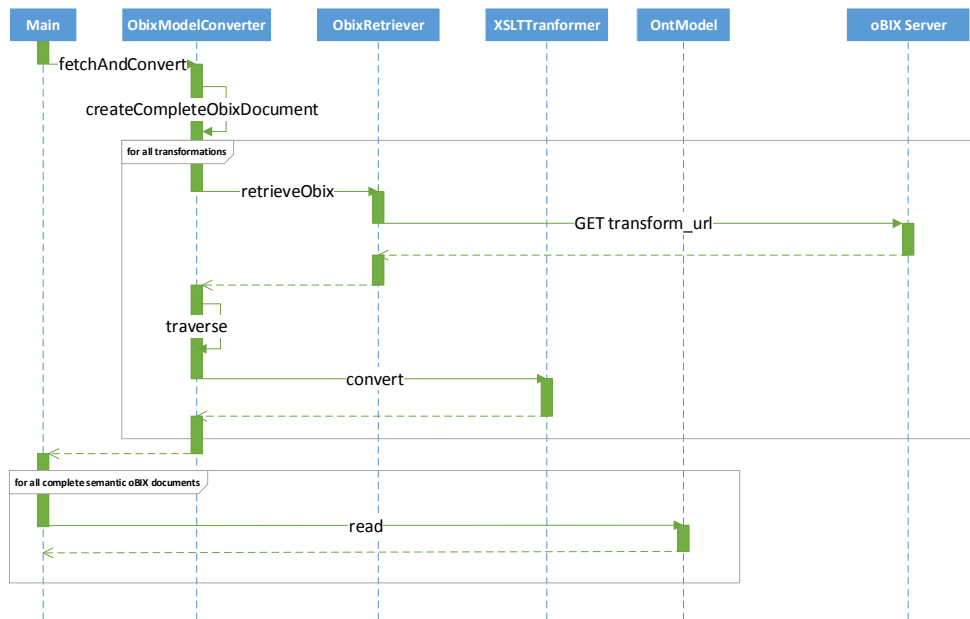 Main
ObixModelConverter
ObixRetriever
XSLTTranformer
OntModel
oBIX Server
fetchAndConvert
createCompleteObixDocument
for all transformations
retrieveObix
GET transform_url
traverse
convert
for all complete semantic oBIX documents
read